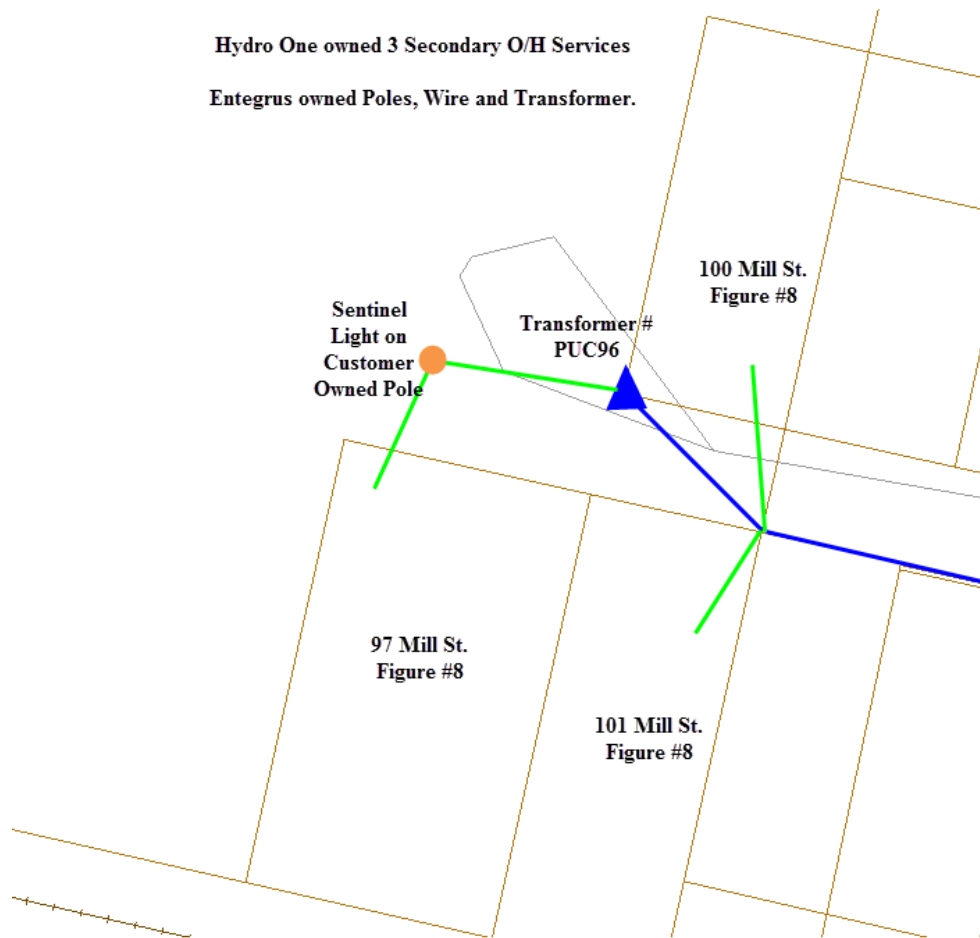 Hydro One owned 3 Secondary O/H Services
Entegrus owned Poles, Wire and Transformer.
100 Mill St.
Figure #8
Sentinel
Light on
Customer
Owned Pole
Transformer #
PUC96
97 Mill St.
Figure #8
101 Mill St.
Figure #8